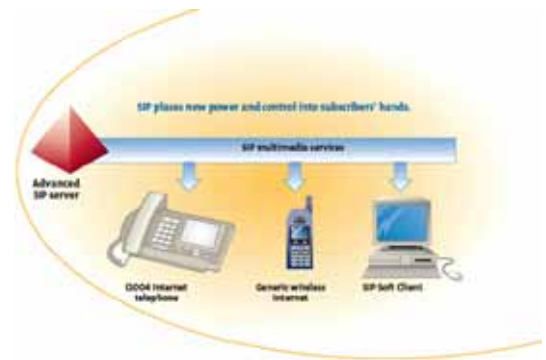 SIP places new power and control into subscribers' hands.
SIP multimedia services
Advanced
SIP server
i2004 Internet
telephone
Generic wireless
Internet
SIP Soft Client